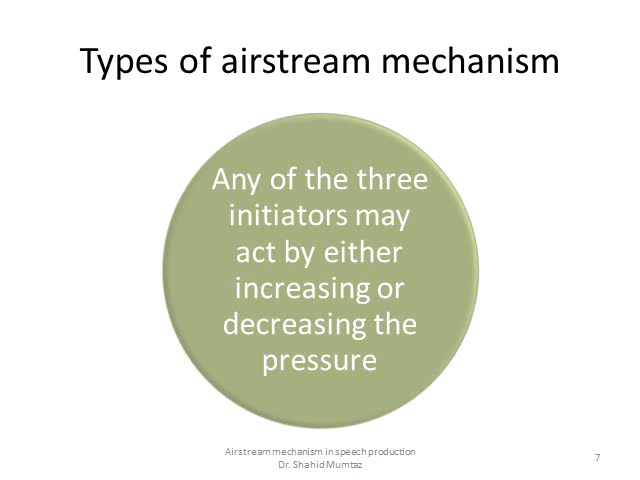 Types of airstream mechanism
Any of the three
initiators may
act by either
increasing or
decreasing the
pressure
Airstream mechanism in speech production
Dr. Shahid Mumtaz
7